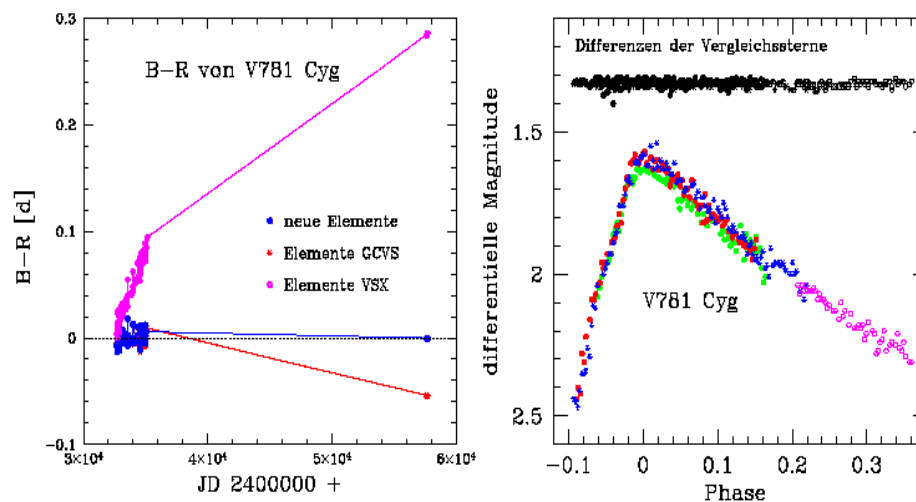 B-R von V781 Cyg
B-R [d]
0.3
0.2
0.1
0
-0.1
neue Elemente
Elemente GCVS
Elemente VSX
3×10⁴
4×10⁴
5×10⁴
6×10⁴
JD 2400000 +
Differenzen der Vergleichssterne
differentielle Magnitude
1.5
2
2.5
V781 Cyg
-0.1
0
0.1
0.2
0.3
Phase